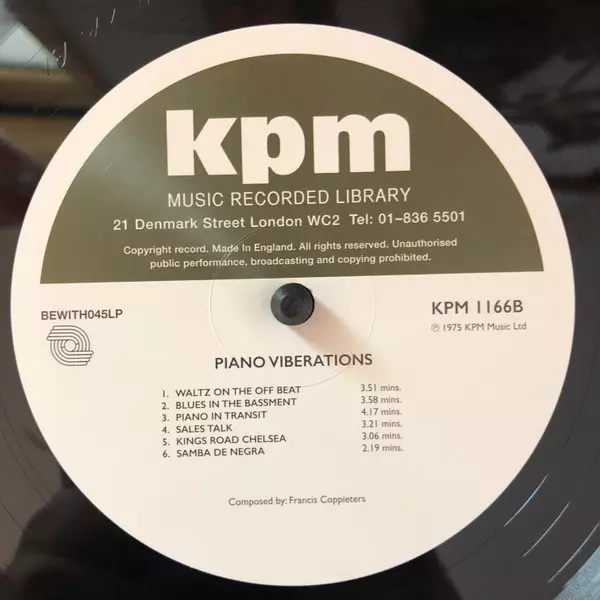 kpm
MUSIC RECORDED LIBRARY
21 Denmark Street London WC2 Tel: 01–836 5501
Copyright record. Made In England. All rights reserved. Unauthorised
public performance, broadcasting and copying prohibited.
BEWITH045LP
KPM 1166B
℗ 1975 KPM Music Ltd
PIANO VIBERATIONS
1. WALTZ ON THE OFF BEAT 3.51 mins.
2. BLUES IN THE BASSMENT 3.58 mins.
3. PIANO IN TRANSIT 4.17 mins.
4. SALES TALK 3.21 mins.
5. KINGS ROAD CHELSEA 3.06 mins.
6. SAMBA DE NEGRA 2.19 mins.
Composed by: Francis Coppieters